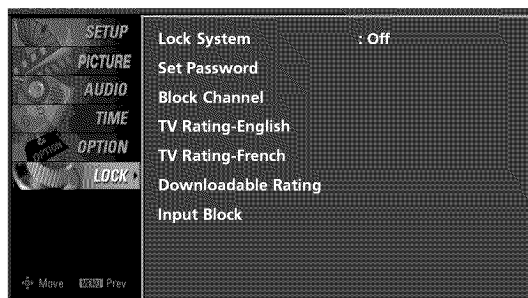 SETUP
PICTURE
AUDIO
TIME
OPTION
OPTION
LOCK
Lock System : Off
Set Password
Block Channel
TV Rating-English
TV Rating-French
Downloadable Rating
Input Block
Move MENU Prev